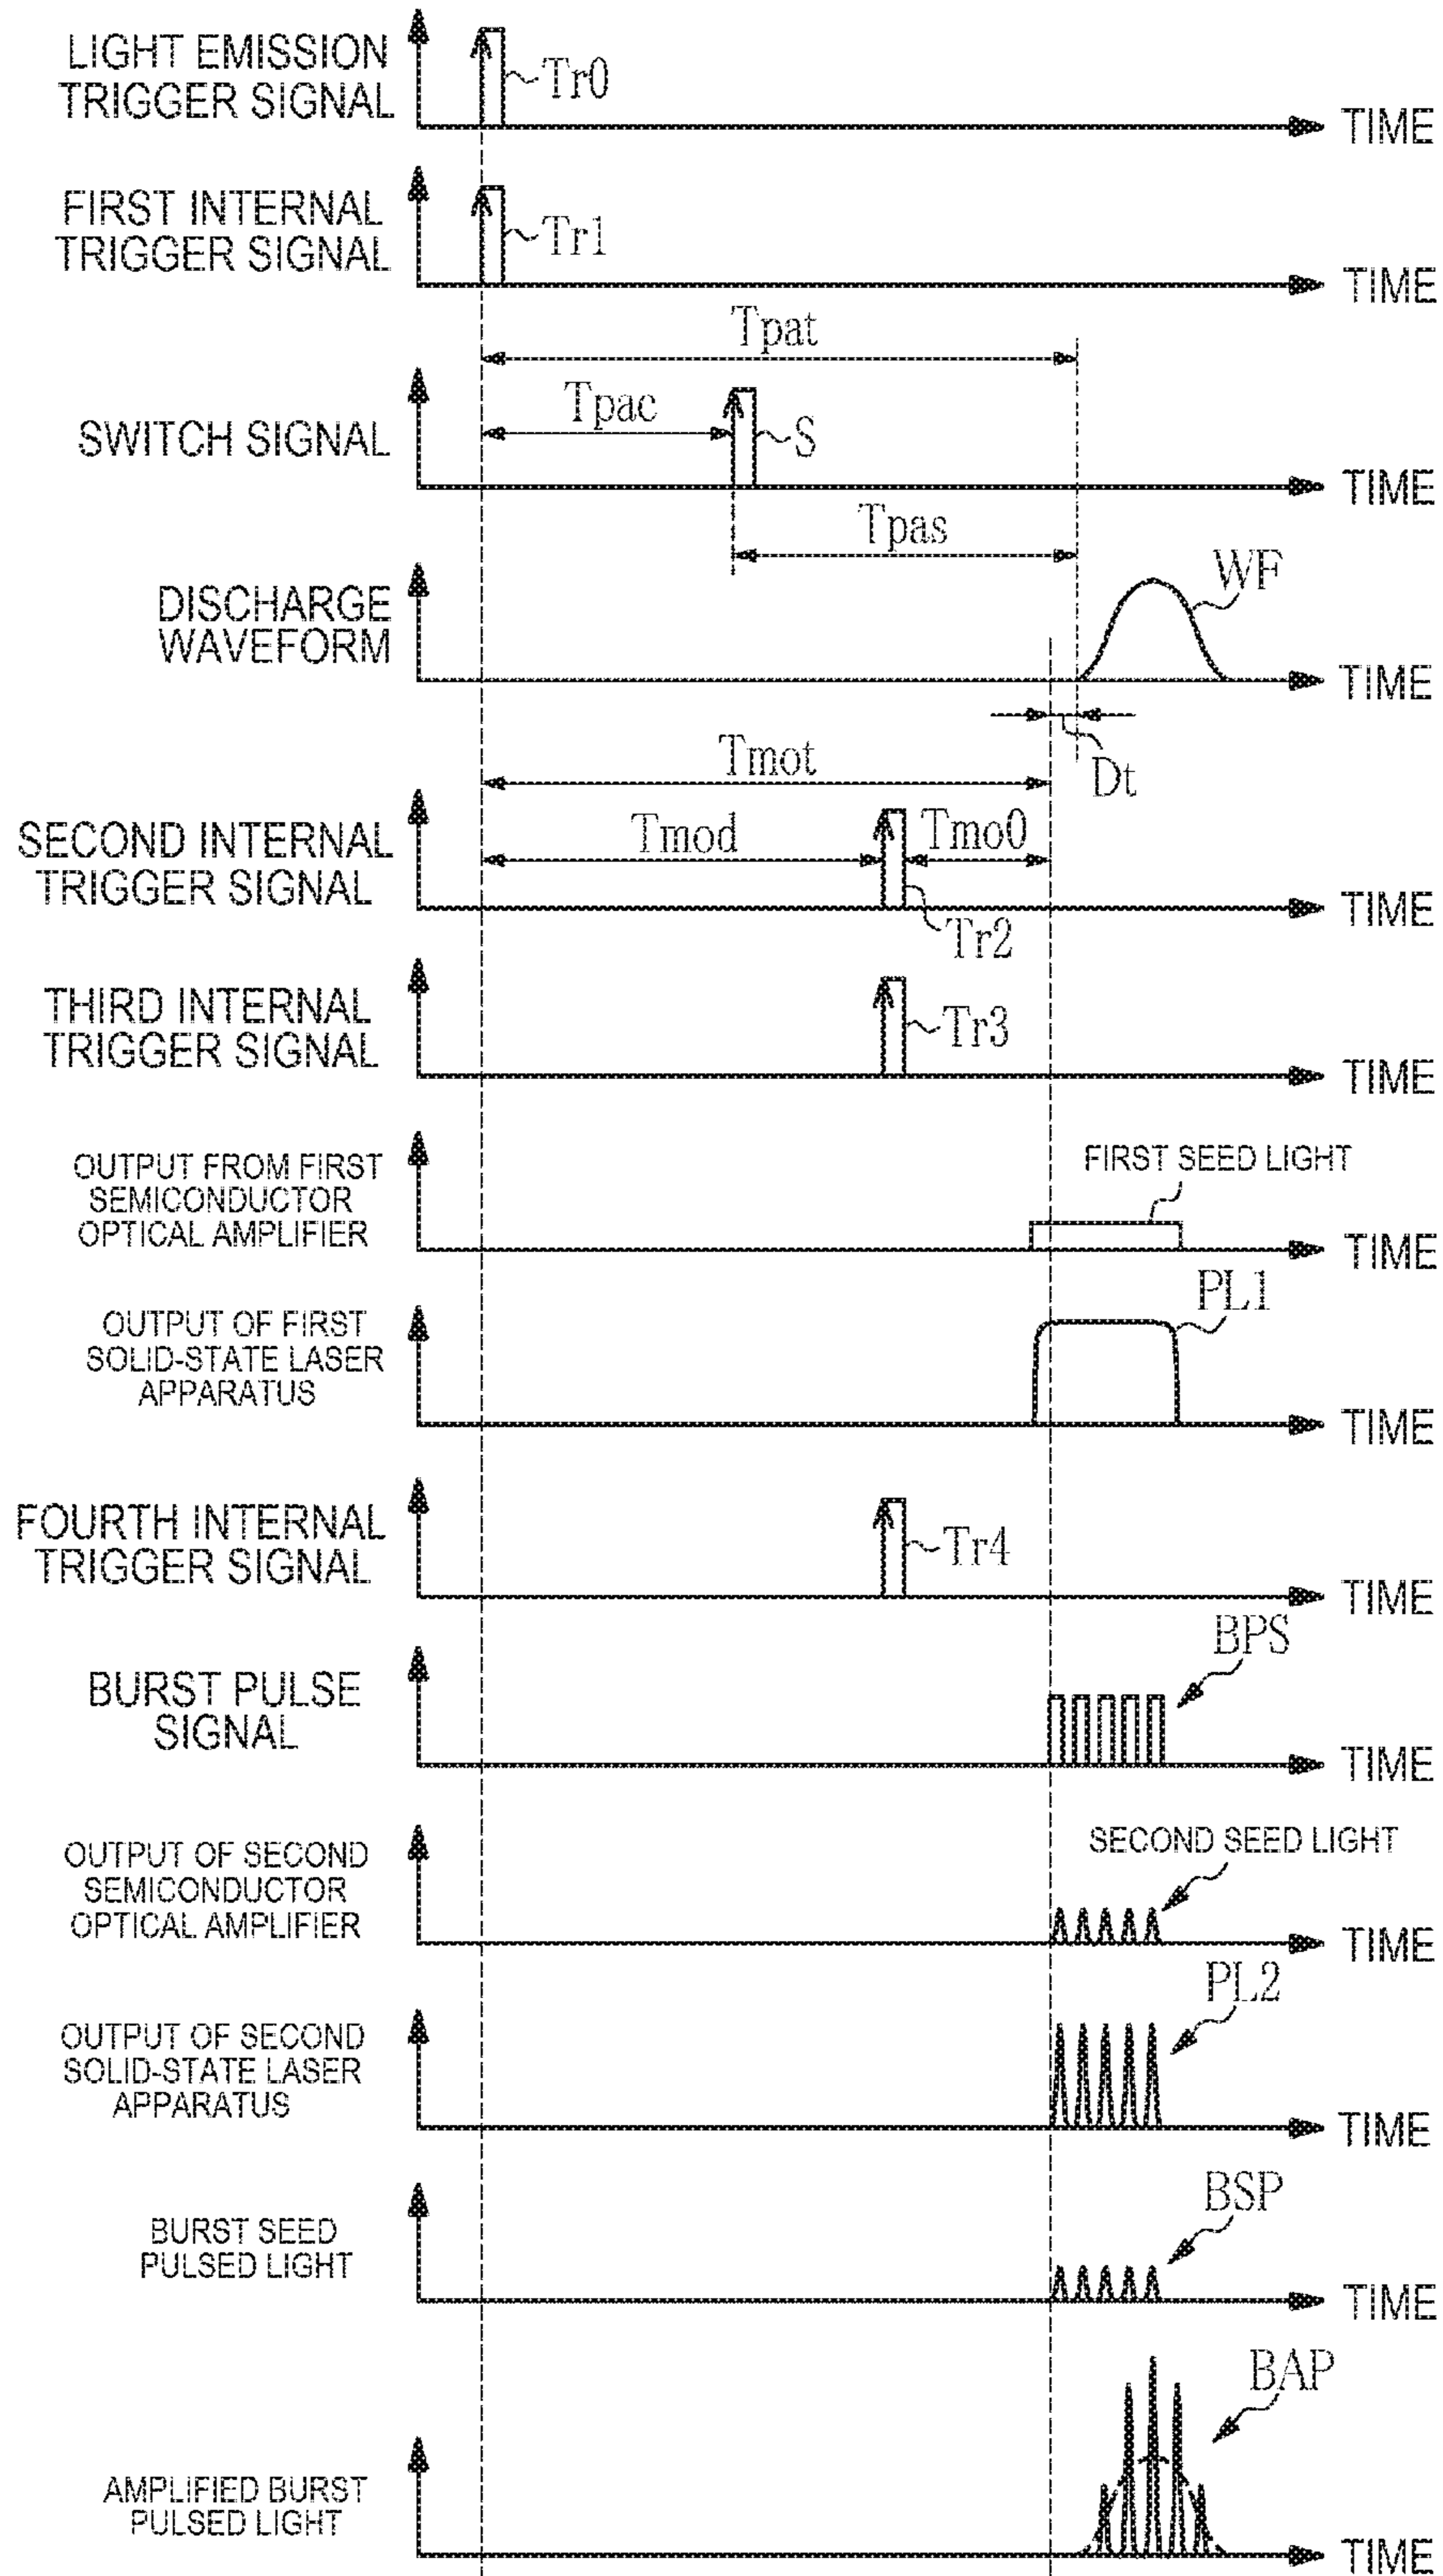 LIGHT EMISSION
TRIGGER SIGNAL
Tr0
TIME
FIRST INTERNAL
TRIGGER SIGNAL
Tr1
TIME
Tpat
SWITCH SIGNAL
Tpac
S
TIME
Tpas
DISCHARGE
WAVEFORM
WF
TIME
Dt
Tmot
SECOND INTERNAL
TRIGGER SIGNAL
Tmod
Tmo0
Tr2
TIME
THIRD INTERNAL
TRIGGER SIGNAL
Tr3
TIME
OUTPUT FROM FIRST
SEMICONDUCTOR
OPTICAL AMPLIFIER
FIRST SEED LIGHT
TIME
OUTPUT OF FIRST
SOLID-STATE LASER
APPARATUS
PL1
TIME
FOURTH INTERNAL
TRIGGER SIGNAL
Tr4
TIME
BURST PULSE
SIGNAL
BPS
TIME
OUTPUT OF SECOND
SEMICONDUCTOR
OPTICAL AMPLIFIER
SECOND SEED LIGHT
TIME
OUTPUT OF SECOND
SOLID-STATE LASER
APPARATUS
PL2
TIME
BURST SEED
PULSED LIGHT
BSP
TIME
AMPLIFIED BURST
PULSED LIGHT
BAP
TIME